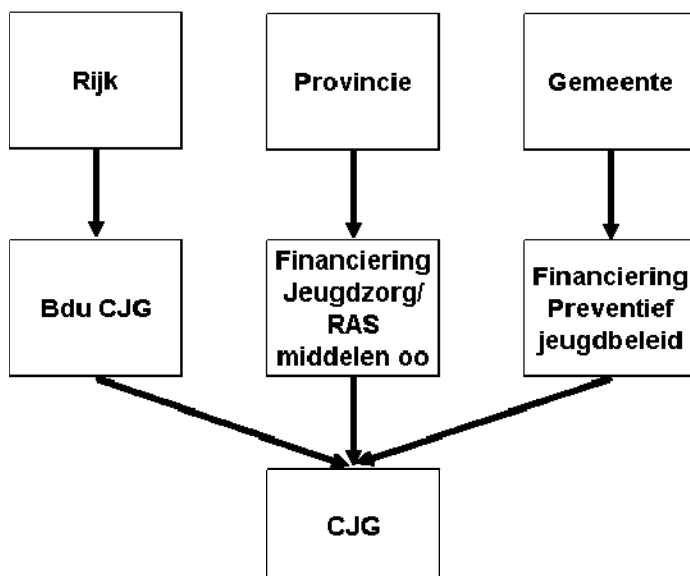 Rijk
Provincie
Gemeente
Bdu CJG
Financiering
Jeugdzorg/
RAS
middelen oo
Financiering
Preventief
jeugdbeleid
CJG